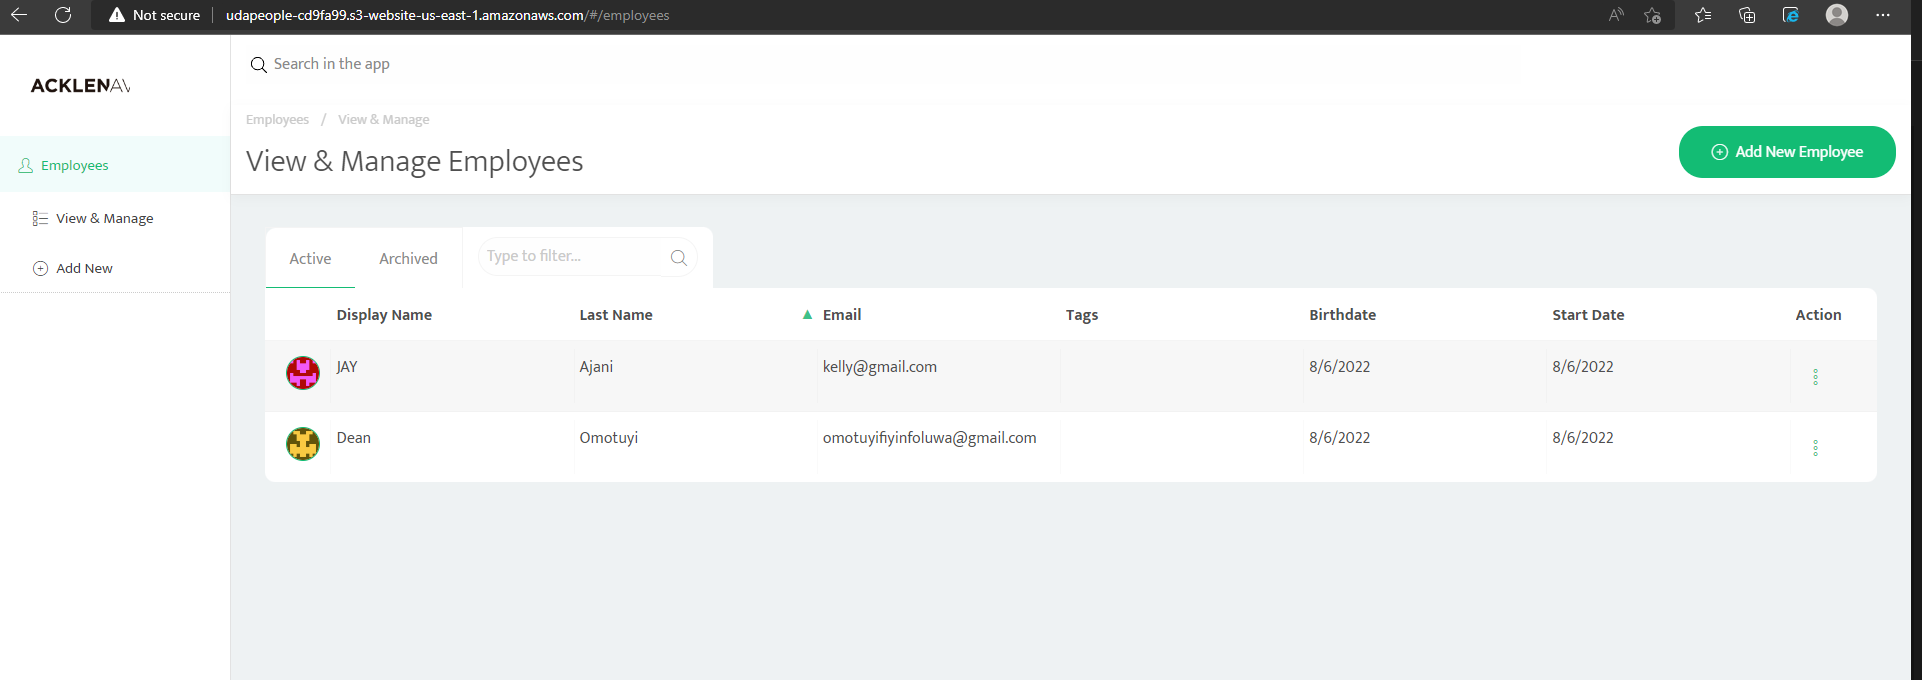 Not secure udapeople-cd9fa99.s3-website-us-east-1.amazonaws.com/#/employees
Search in the app
ACKLENAV
Employees / View & Manage
View & Manage Employees
Add New Employee
Employees
View & Manage
Add New
Active Archived Type to filter...
Display Name Last Name ▲ Email Tags Birthdate Start Date Action
JAY Ajani kelly@gmail.com 8/6/2022 8/6/2022
Dean Omotuyi omotuyifiyinfoluwa@gmail.com 8/6/2022 8/6/2022